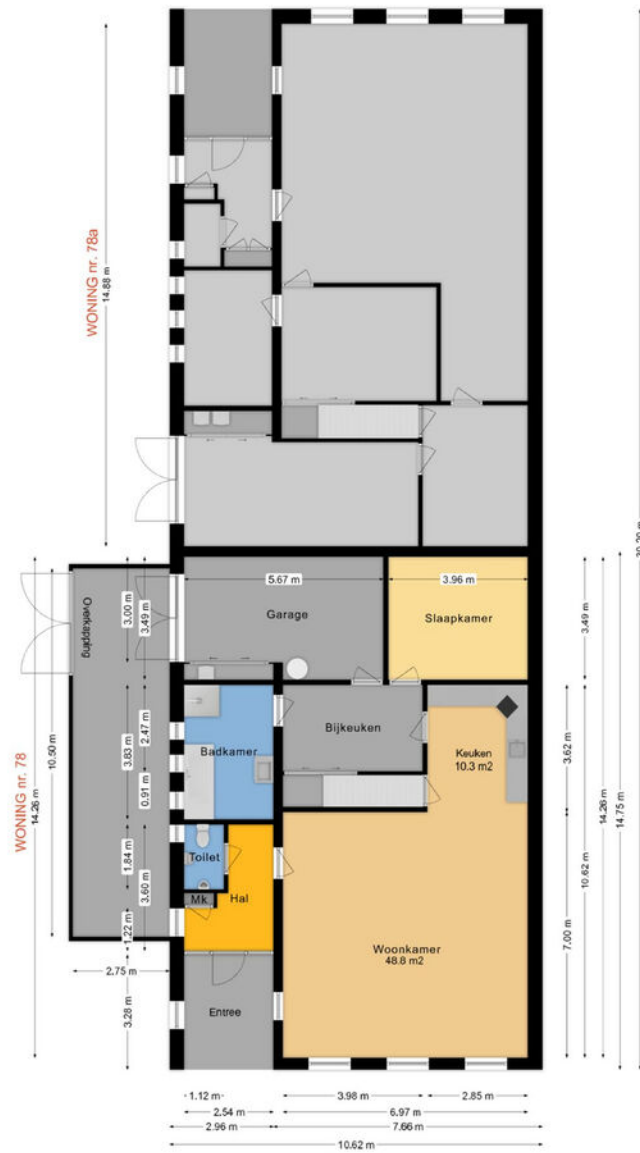 WONING nr. 78a
14.88 m
5.67 m
3.96 m
Garage
Slaapkamer
Overkapping
3.00 m
3.49 m
3.49 m
Badkamer
Bijkeuken
Keuken
10.3 m2
2.47 m
3.83 m
0.91 m
3.62 m
WONING nr. 78
14.26 m
10.50 m
14.26 m
14.75 m
10.62 m
Toilet
Mk
Hal
1.84 m
3.60 m
1.22 m
Woonkamer
48.8 m2
7.00 m
2.75 m
3.28 m
Entree
1.12 m
3.98 m
2.85 m
2.54 m
6.97 m
2.96 m
7.66 m
10.62 m